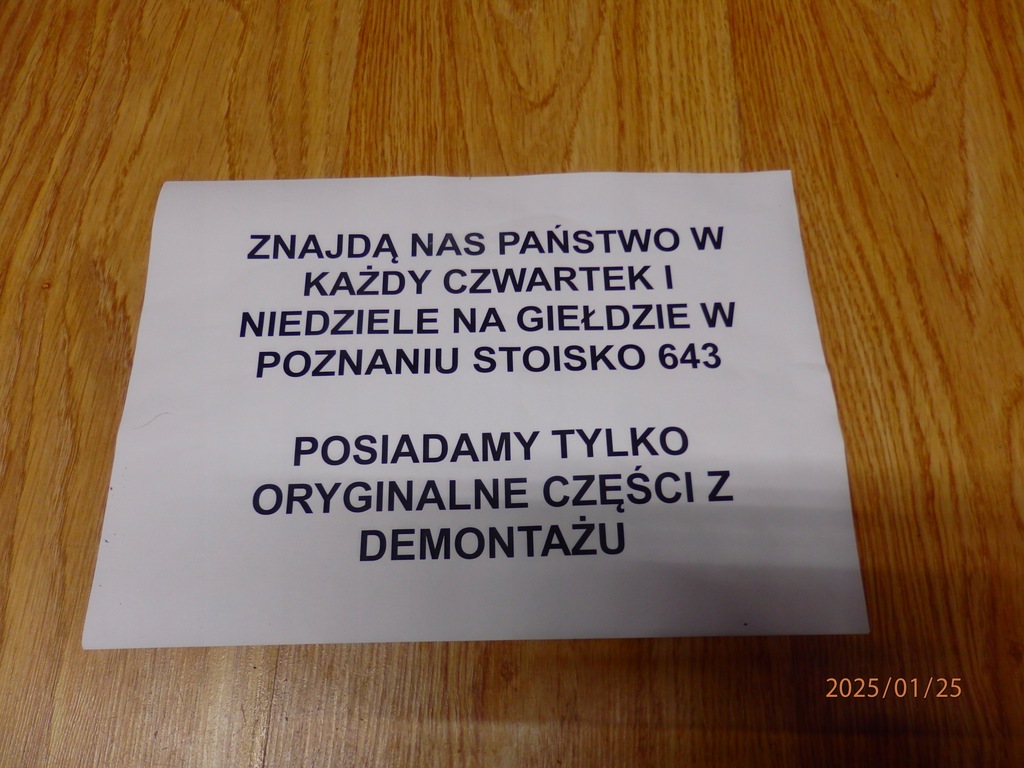 ZNAJDĄ NAS PAŃSTWO W
KAŻDY CZWARTEK I
NIEDZIELE NA GIEŁDZIE W
POZNANIU STOISKO 643
POSIADAMY TYLKO
ORYGINALNE CZĘŚCI Z
DEMONTAŻU
2025/01/25